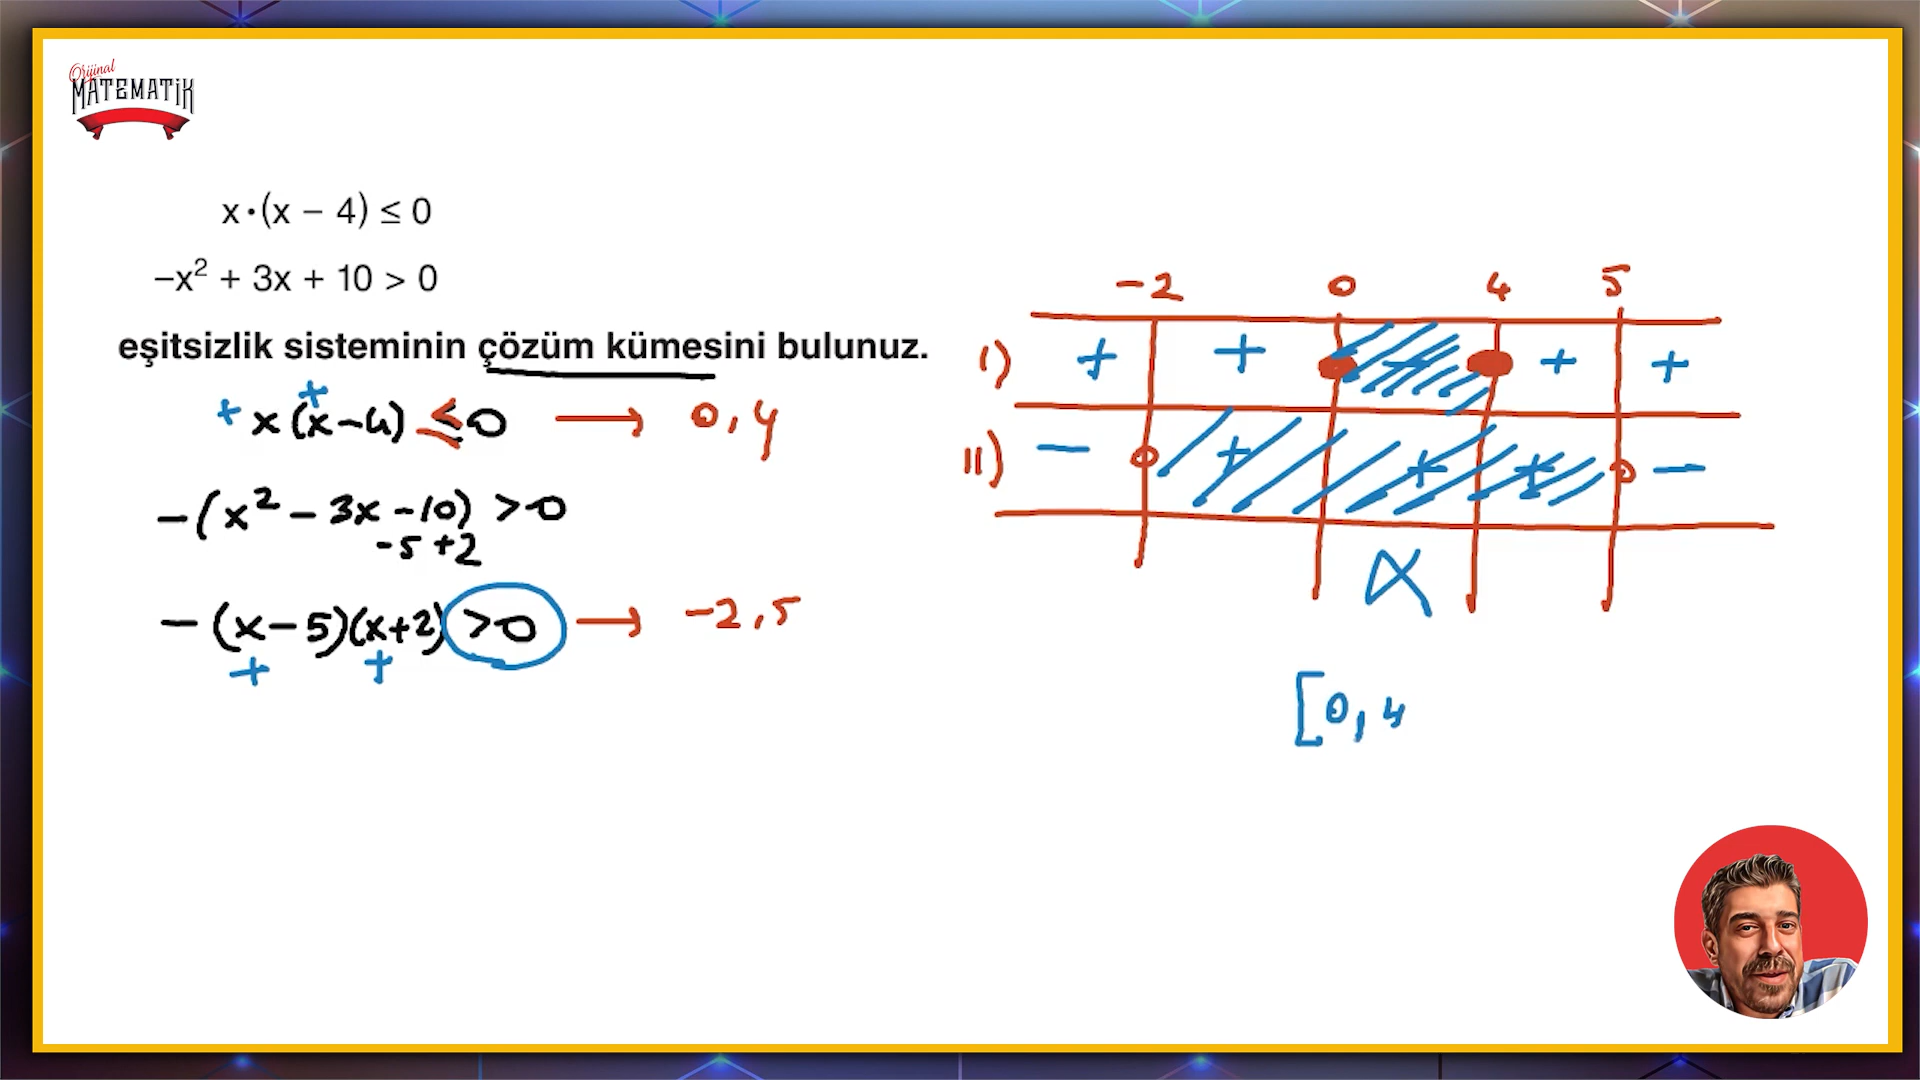 Orijinal
MATEMATİK
x·(x – 4) ≤ 0
–x² + 3x + 10 > 0
eşitsizlik sisteminin çözüm kümesini bulunuz.
+ +
x (x-4) ≤ 0 → 0, 4
-(x² - 3x - 10) > 0
-5 +2
-(x-5)(x+2) > 0 → -2, 5
+ +
-2 0 4 5
I) + + - + +
II) - + + + -
[0, 4